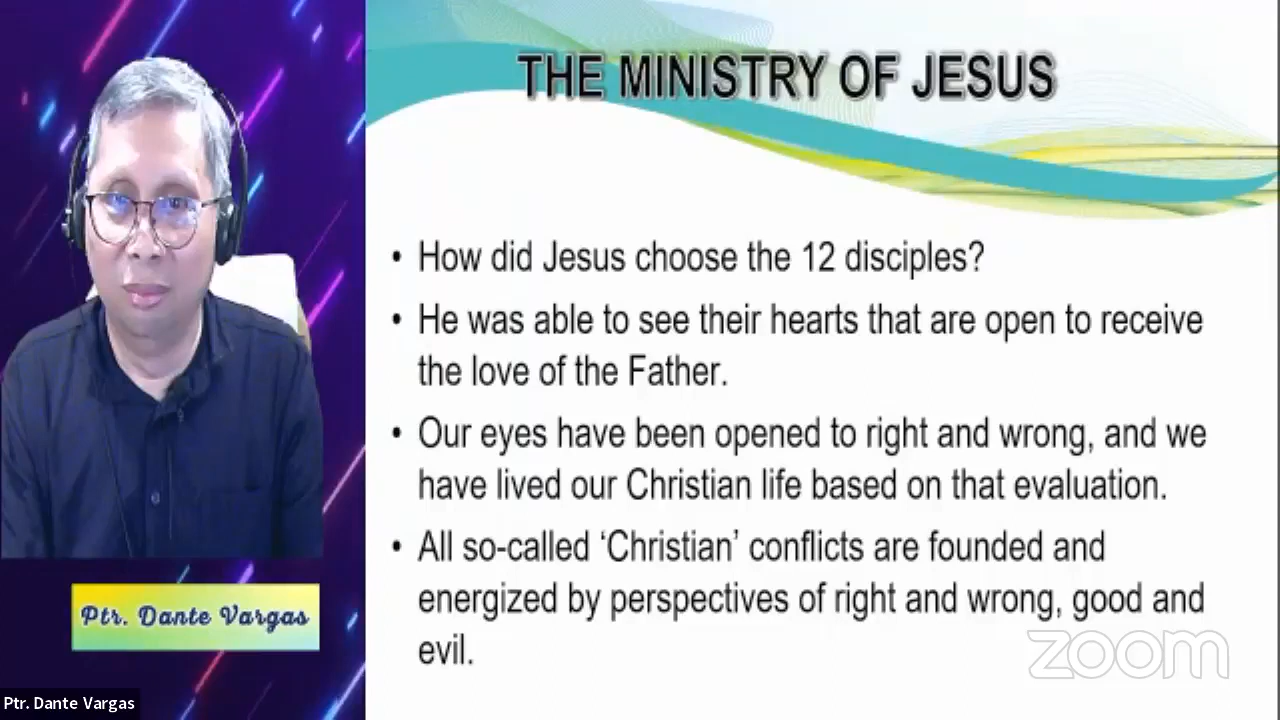 THE MINISTRY OF JESUS
• How did Jesus choose the 12 disciples?
• He was able to see their hearts that are open to receive
the love of the Father.
• Our eyes have been opened to right and wrong, and we
have lived our Christian life based on that evaluation.
• All so-called ‘Christian’ conflicts are founded and
energized by perspectives of right and wrong, good and
evil.
zoom
Ptr. Dante Vargas
Ptr. Dante Vargas